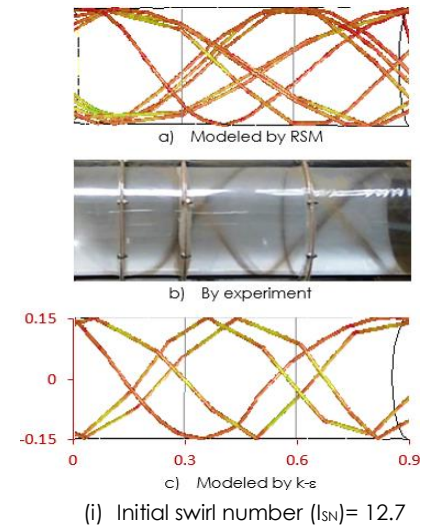 a) Modeled by RSM
b) By experiment
0.15
0
-0.15
0 0.3 0.6 0.9
c) Modeled by k-ε
(i) Initial swirl number (ISN)= 12.7